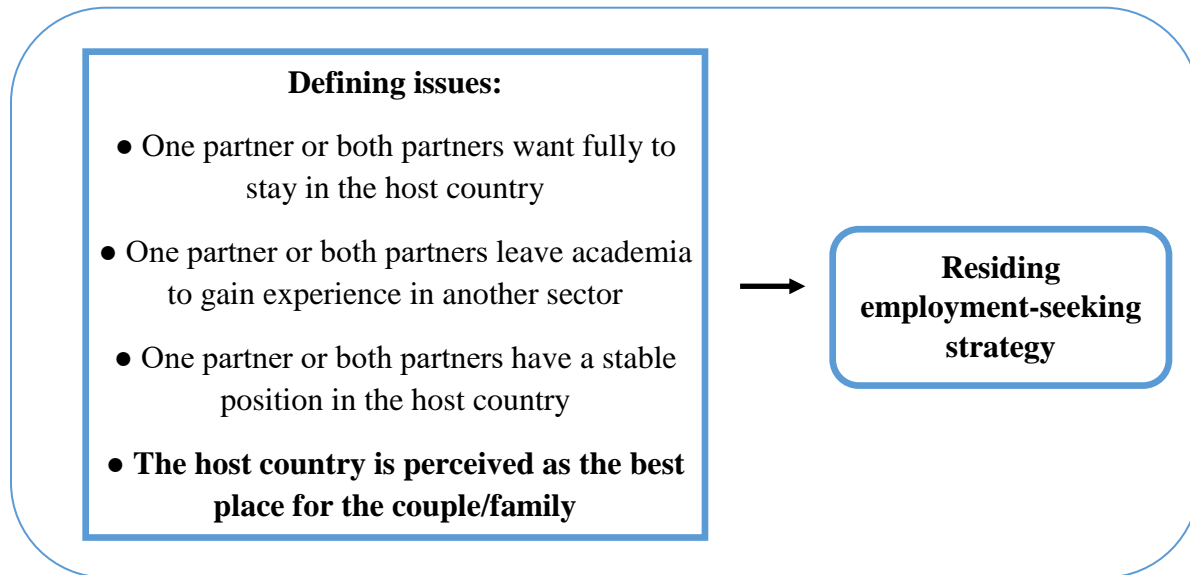 Defining issues:
● One partner or both partners want fully to
stay in the host country
● One partner or both partners leave academia
to gain experience in another sector
● One partner or both partners have a stable
position in the host country
● The host country is perceived as the best
place for the couple/family
Residing
employment-seeking
strategy